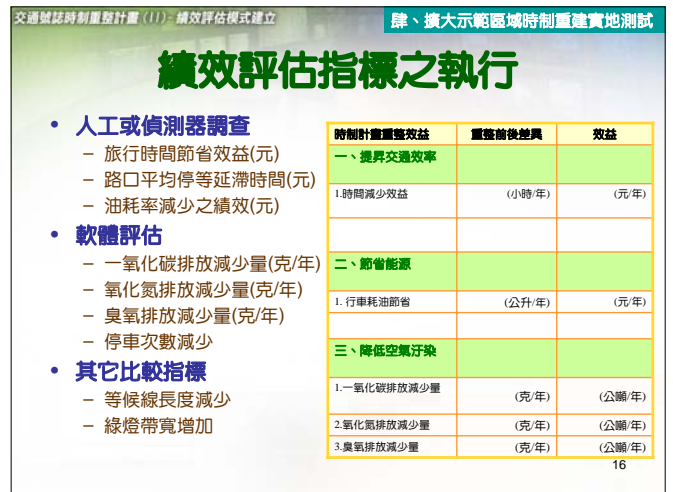 交通號誌時制重整計畫(II)-績效評估模式建立
肆、擴大示範區域時制重建實地測試
績效評估指標之執行
• 人工或偵測器調查
– 旅行時間節省效益(元)
– 路口平均停等延滯時間(元)
– 油耗率減少之績效(元)
• 軟體評估
– 一氧化碳排放減少量(克/年)
– 氧化氮排放減少量(克/年)
– 臭氧排放減少量(克/年)
– 停車次數減少
• 其它比較指標
– 等候線長度減少
– 綠燈帶寬增加
時制計畫重整效益 重整前後差異 效益
一、提昇交通效率
1.時間減少效益 (小時/年) (元/年)
二、節省能源
1. 行車耗油節省 (公升/年) (元/年)
三、降低空氣汙染
1.一氧化碳排放減少量 (克/年) (公噸/年)
2.氧化氮排放減少量 (克/年) (公噸/年)
3.臭氧排放減少量 (克/年) (公噸/年)
16